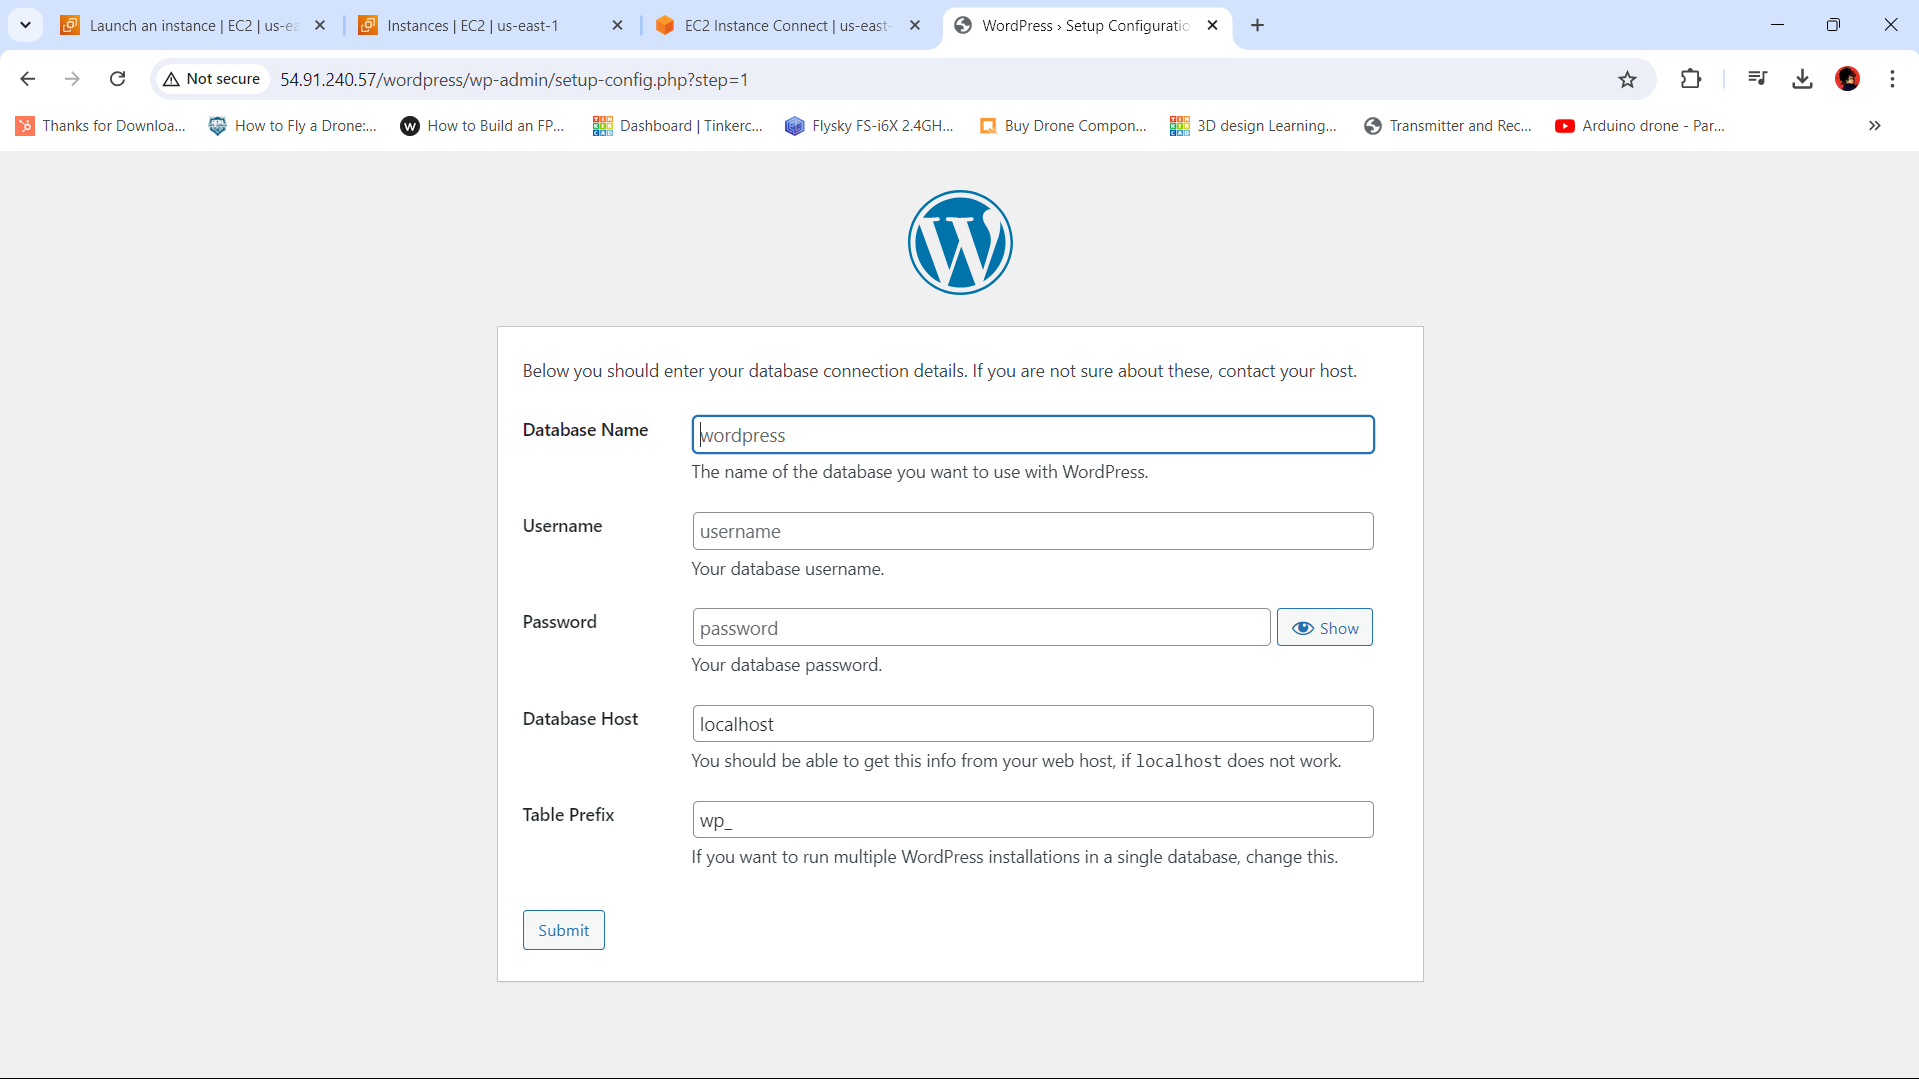 Launch an instance | EC2 | us-ea
Instances | EC2 | us-east-1
EC2 Instance Connect | us-east-
WordPress › Setup Configuratio
Not secure
54.91.240.57/wordpress/wp-admin/setup-config.php?step=1
Thanks for Downloa...
How to Fly a Drone:...
How to Build an FP...
Dashboard | Tinkerc...
Flysky FS-i6X 2.4GH...
Buy Drone Compon...
3D design Learning...
Transmitter and Rec...
Arduino drone - Par...
Below you should enter your database connection details. If you are not sure about these, contact your host.
Database Name
wordpress
The name of the database you want to use with WordPress.
Username
username
Your database username.
Password
password
Show
Your database password.
Database Host
localhost
You should be able to get this info from your web host, if localhost does not work.
Table Prefix
wp_
If you want to run multiple WordPress installations in a single database, change this.
Submit